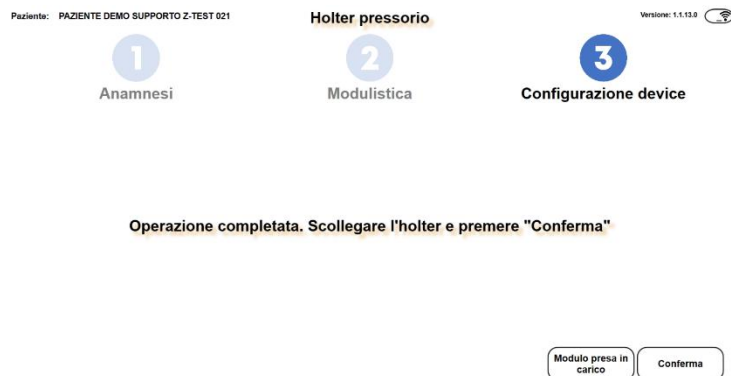 Paziente: PAZIENTE DEMO SUPPORTO Z-TEST 021
Holter pressorio
Versione: 1.1.13.0
1
Anamnesi
2
Modulistica
3
Configurazione device
Operazione completata. Scollegare l'holter e premere "Conferma"
Modulo presa in
carico
Conferma